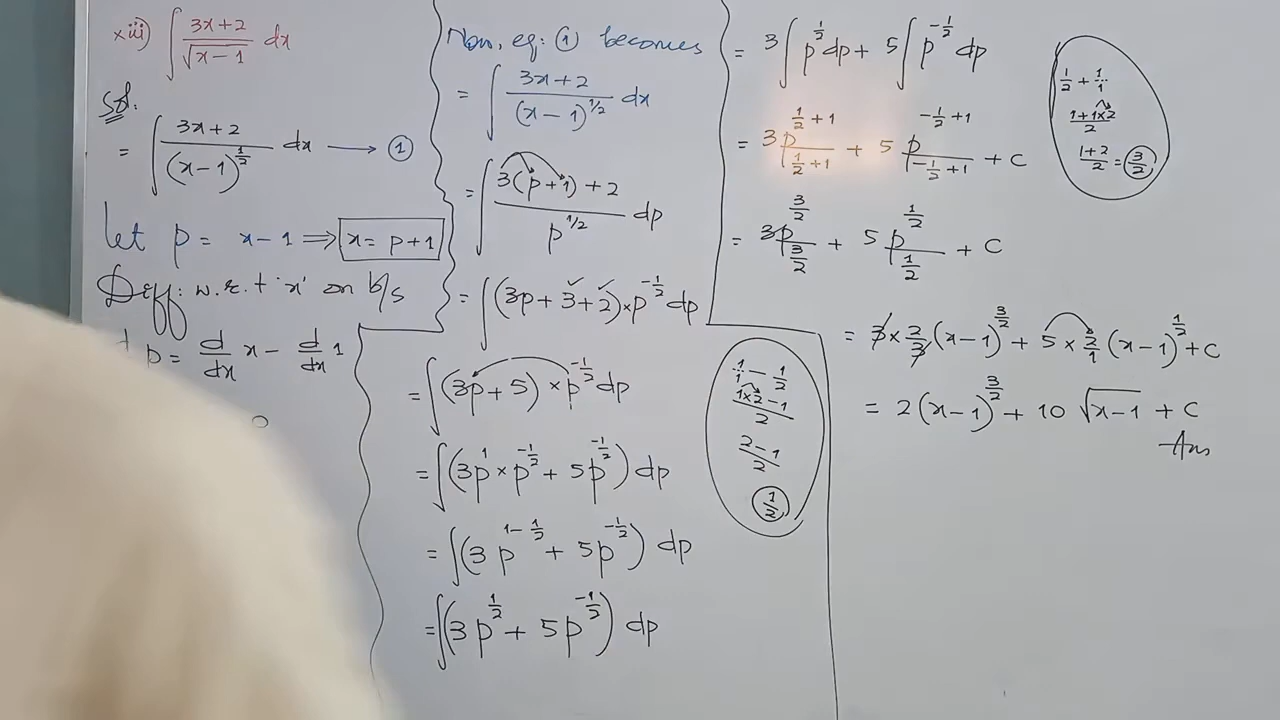 xiii) ∫ (3x+2)/√(x-1) dx
Sol.
= ∫ (3x+2)/(x-1)^(1/2) dx ⟶ ①
Let p = x-1 ⟹ x = p+1
Diff: w.r.t 'x' on b/s
p = d/dx x - d/dx 1
Now, eq: ① becomes
= ∫ (3x+2)/(x-1)^(1/2) dx
= ∫ (3(p+1)+2)/p^(1/2) dp
= ∫ (3p+3+2)×p^(-1/2) dp
= ∫ (3p+5) × p^(-1/2) dp
= ∫ (3p^1 × p^(-1/2) + 5p^(-1/2)) dp
= ∫ (3p^(1-1/2) + 5p^(-1/2)) dp
= ∫ (3p^(1/2) + 5p^(-1/2)) dp
1/1 - 1/2
(1×2-1)/2
(2-1)/2
1/2
= 3∫ p^(1/2) dp + 5∫ p^(-1/2) dp
= 3 p^(1/2+1)/(1/2+1) + 5 p^(-1/2+1)/(-1/2+1) + C
= 3 p^(3/2)/(3/2) + 5 p^(1/2)/(1/2) + C
= 3 × 2/3 (x-1)^(3/2) + 5 × 2/1 (x-1)^(1/2) + C
= 2(x-1)^(3/2) + 10 √(x-1) + C
Ans
1/2 + 1/1
(1+1×2)/2
(1+2)/2 = 3/2